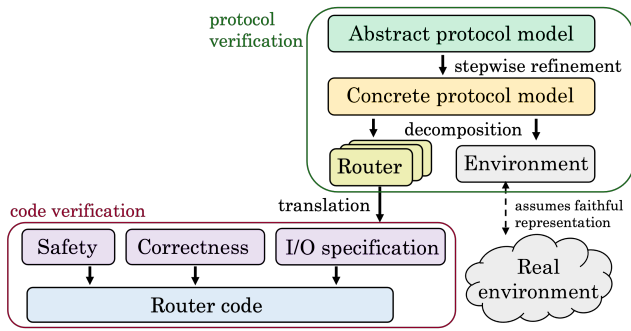 protocol
verification
Abstract protocol model
stepwise refinement
Concrete protocol model
decomposition
Router
Environment
translation
assumes faithful
representation
code verification
Safety
Correctness
I/O specification
Real
environment
Router code